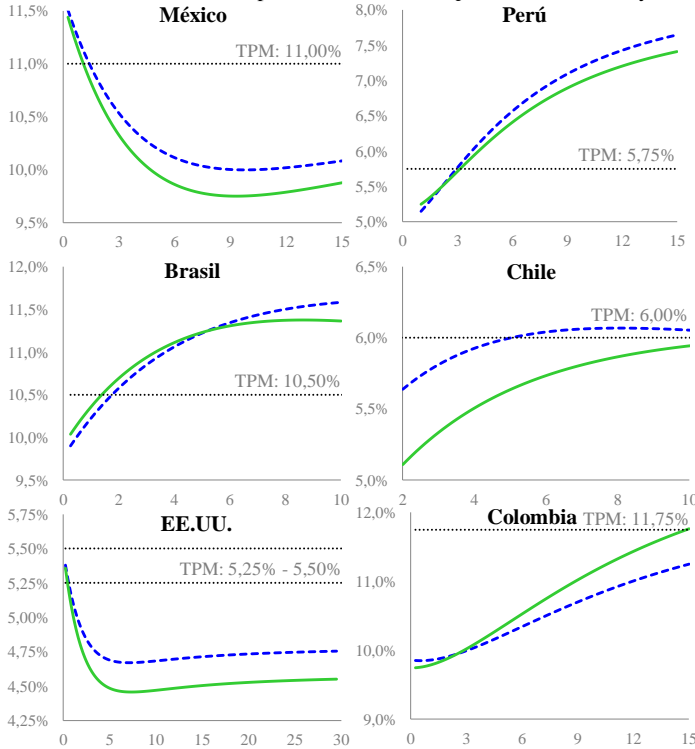 México
11,5%
TPM: 11,00%
11,0%
10,5%
10,0%
9,5%
0 3 6 9 12 15
Perú
8,0%
7,5%
7,0%
6,5%
6,0%
TPM: 5,75%
5,5%
5,0%
0 3 6 9 12 15
Brasil
12,0%
11,5%
11,0%
TPM: 10,50%
10,5%
10,0%
9,5%
0 2 4 6 8 10
Chile
6,5%
TPM: 6,00%
6,0%
5,5%
5,0%
2 4 6 8 10
EE.UU.
5,75%
5,50%
TPM: 5,25% - 5,50%
5,25%
5,00%
4,75%
4,50%
4,25%
0 5 10 15 20 25 30
Colombia
12,0%
TPM: 11,75%
11,0%
10,0%
9,0%
0 3 6 9 12 15